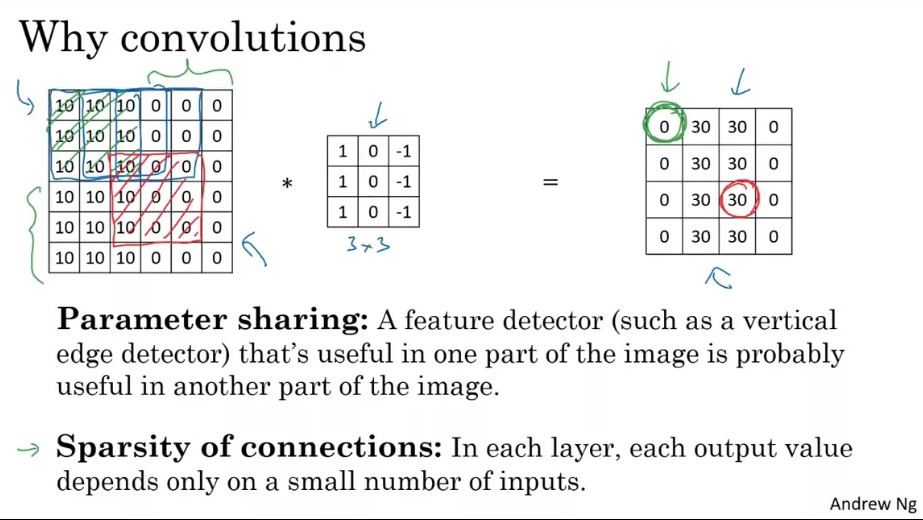 Why convolutions
10 10 10 0 0 0
10 10 10 0 0 0
10 10 10 0 0 0
10 10 10 0 0 0
10 10 10 0 0 0
10 10 10 0 0 0
*
1 0 -1
1 0 -1
1 0 -1
3x3
=
0 30 30 0
0 30 30 0
0 30 30 0
0 30 30 0
Parameter sharing: A feature detector (such as a vertical
edge detector) that's useful in one part of the image is probably
useful in another part of the image.
→ Sparsity of connections: In each layer, each output value
depends only on a small number of inputs.
Andrew Ng